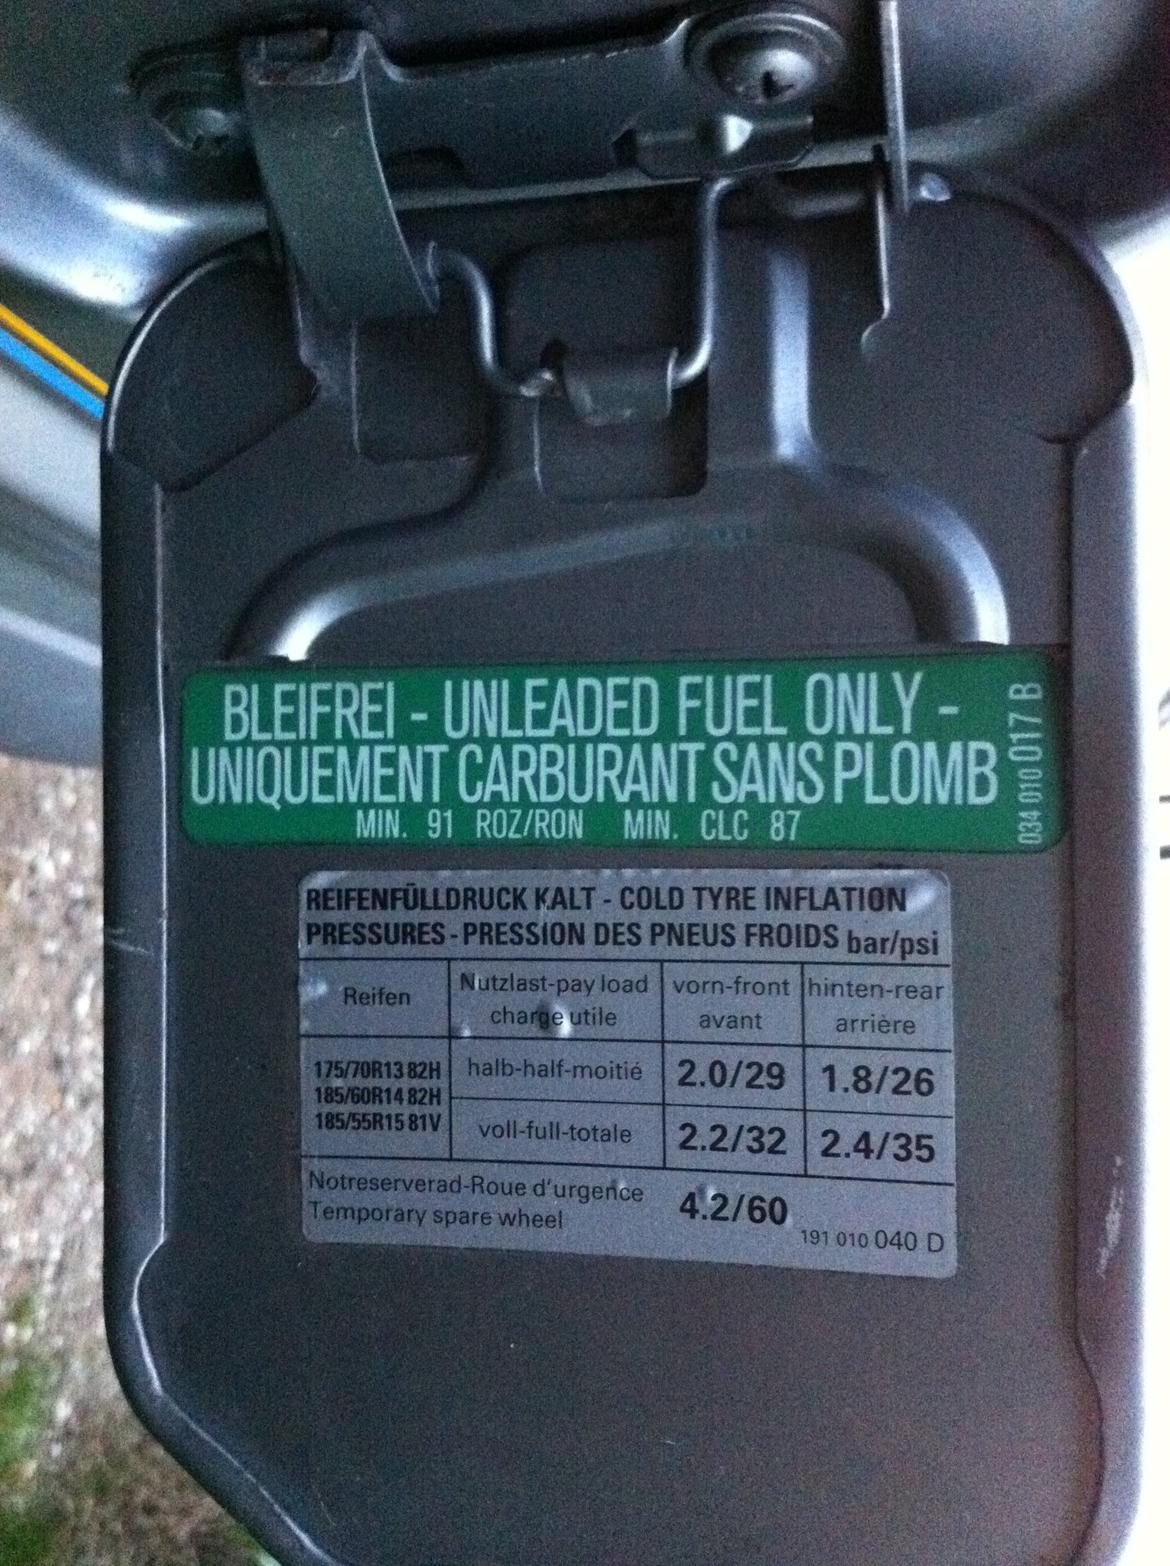 BLEIFREI - UNLEADED FUEL ONLY -
UNIQUEMENT CARBURANT SANS PLOMB
MIN. 91 ROZ/RON MIN. CLC 87
034 010 017 B
REIFENFÜLLDRUCK KALT - COLD TYRE INFLATION
PRESSURES - PRESSION DES PNEUS FROIDS bar/psi
Reifen
Nutzlast-pay load
charge utile
vorn-front
avant
hinten-rear
arrière
175/70R13 82H
185/60R14 82H
185/55R15 81V
halb-half-moitié 2.0/29 1.8/26
voll-full-totale 2.2/32 2.4/35
Notreserverad-Roue d'urgence
Temporary spare wheel
4.2/60
191 010 040 D